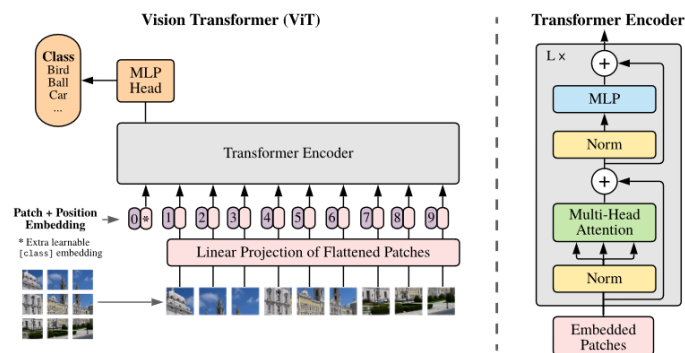 Vision Transformer (ViT)
Class
Bird
Ball
Car
...
MLP
Head
Transformer Encoder
Patch + Position
Embedding
0 * 1 2 3 4 5 6 7 8 9
* Extra learnable
[class] embedding
Linear Projection of Flattened Patches
Transformer Encoder
L x
+
MLP
Norm
+
Multi-Head
Attention
Norm
Embedded
Patches